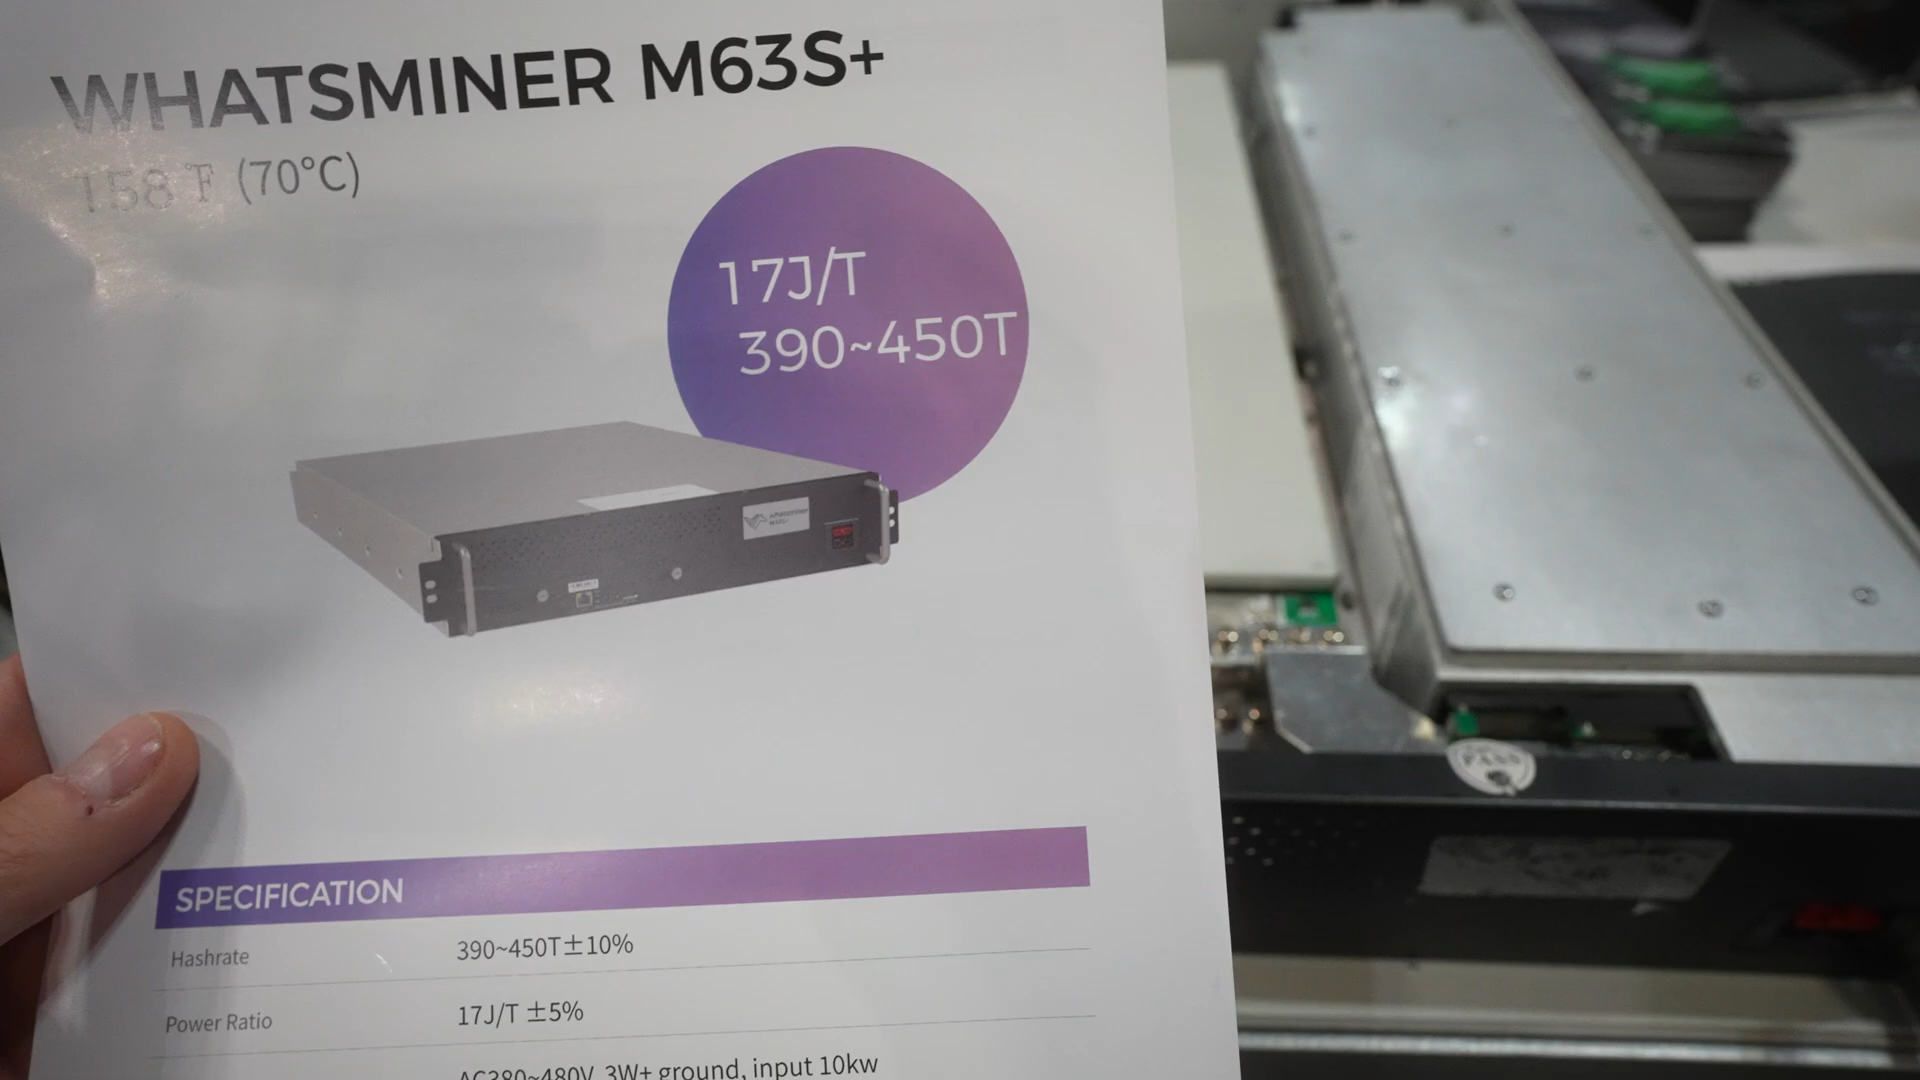 WHATSMINER M63S+
158℉ (70°C)
17J/T
390~450T
whatsminer
SPECIFICATION
Hashrate 390~450T±10%
Power Ratio 17J/T ±5%
AC380~480V, 3W+ ground, input 10kw